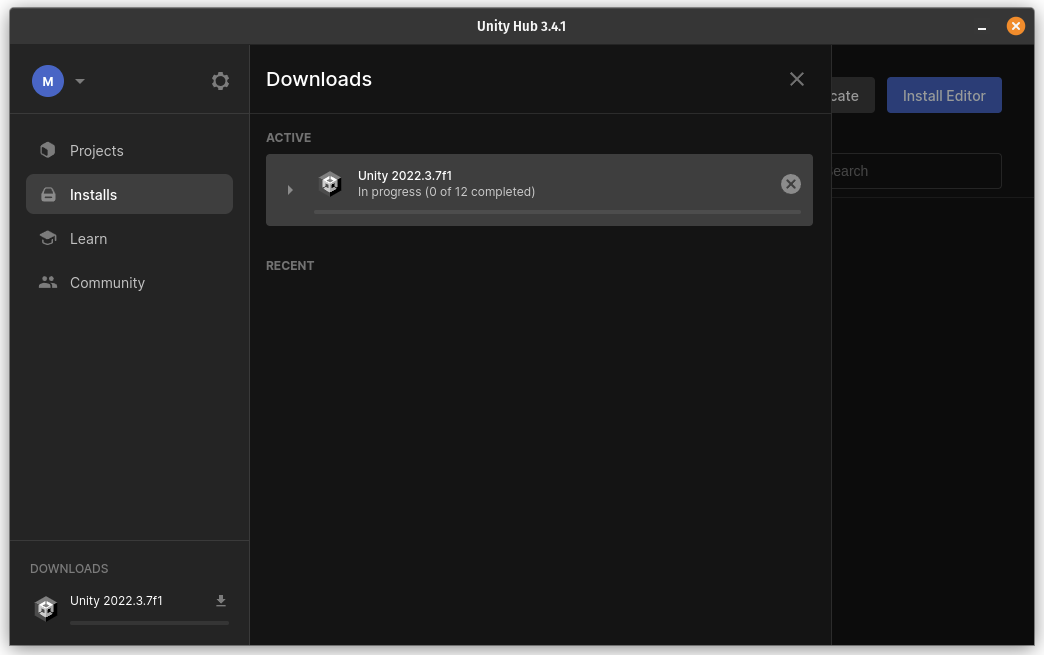 Unity Hub 3.4.1
M
Projects
Installs
Learn
Community
DOWNLOADS
Unity 2022.3.7f1
Downloads
ACTIVE
Unity 2022.3.7f1
In progress (0 of 12 completed)
RECENT
cate
Install Editor
earch